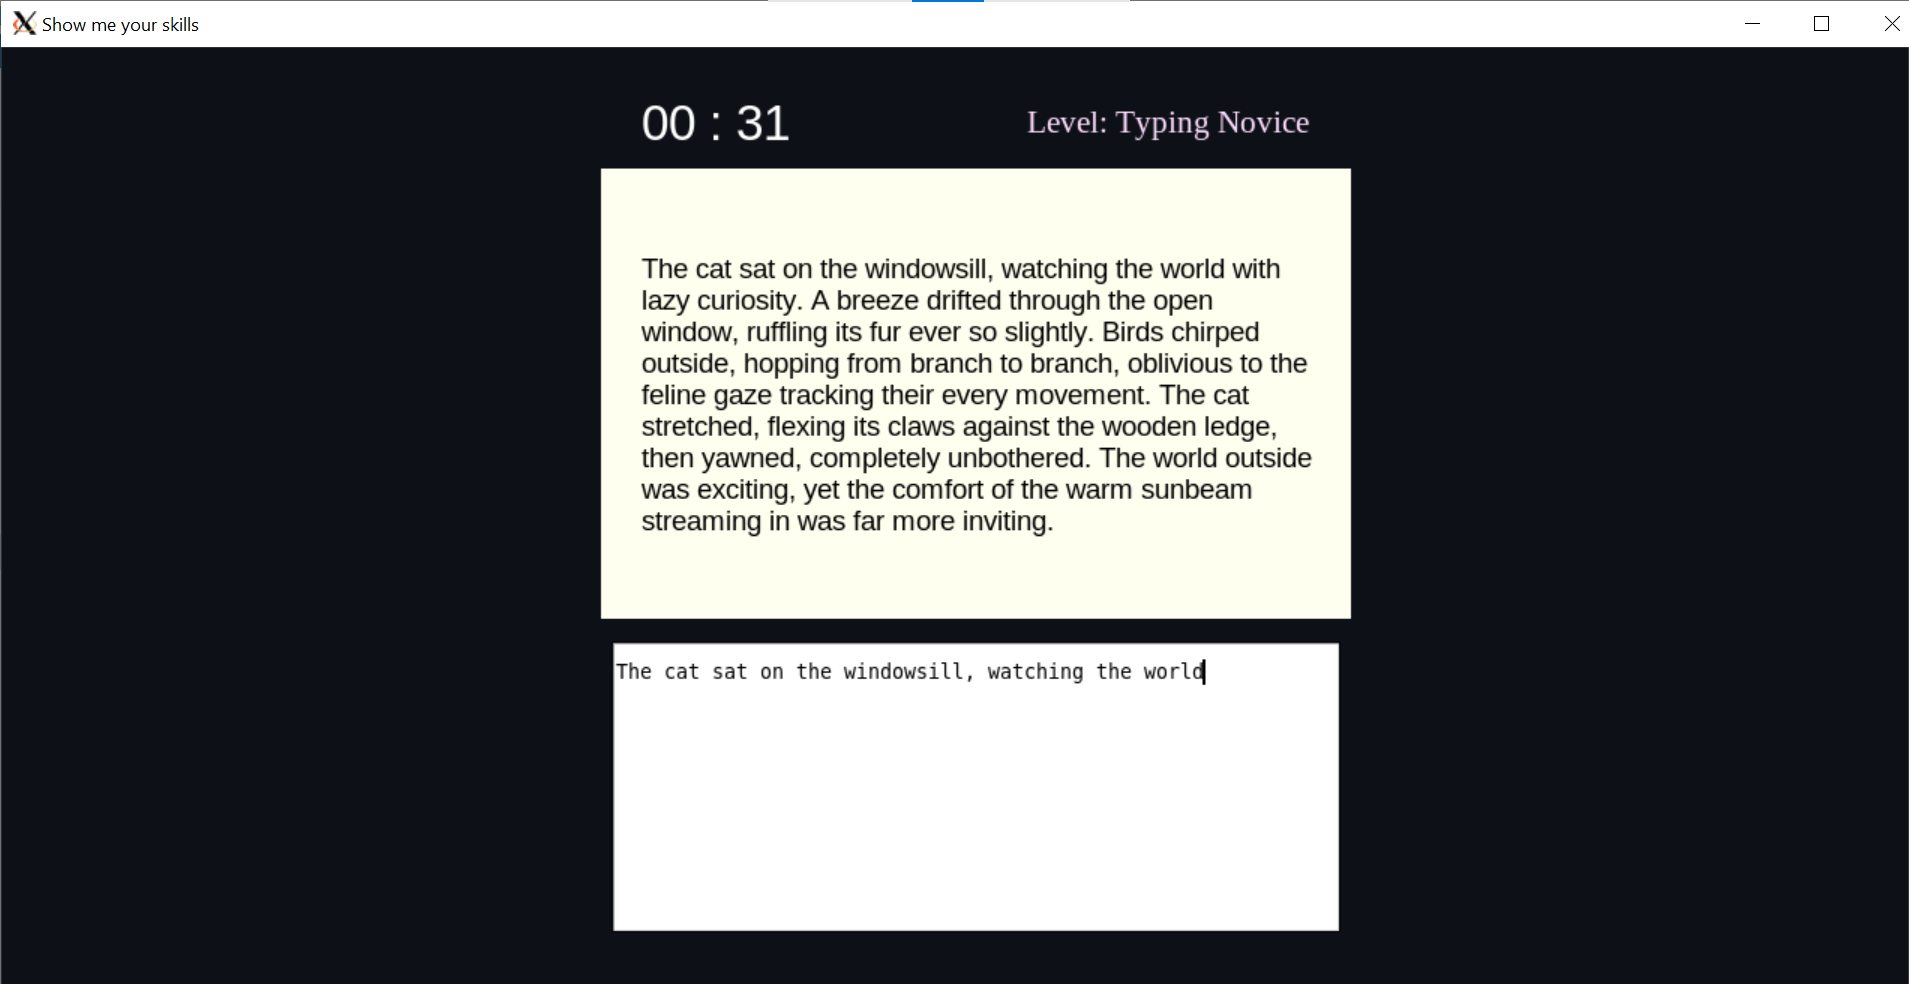 Show me your skills
00 : 31
Level: Typing Novice
The cat sat on the windowsill, watching the world with
lazy curiosity. A breeze drifted through the open
window, ruffling its fur ever so slightly. Birds chirped
outside, hopping from branch to branch, oblivious to the
feline gaze tracking their every movement. The cat
stretched, flexing its claws against the wooden ledge,
then yawned, completely unbothered. The world outside
was exciting, yet the comfort of the warm sunbeam
streaming in was far more inviting.
The cat sat on the windowsill, watching the world